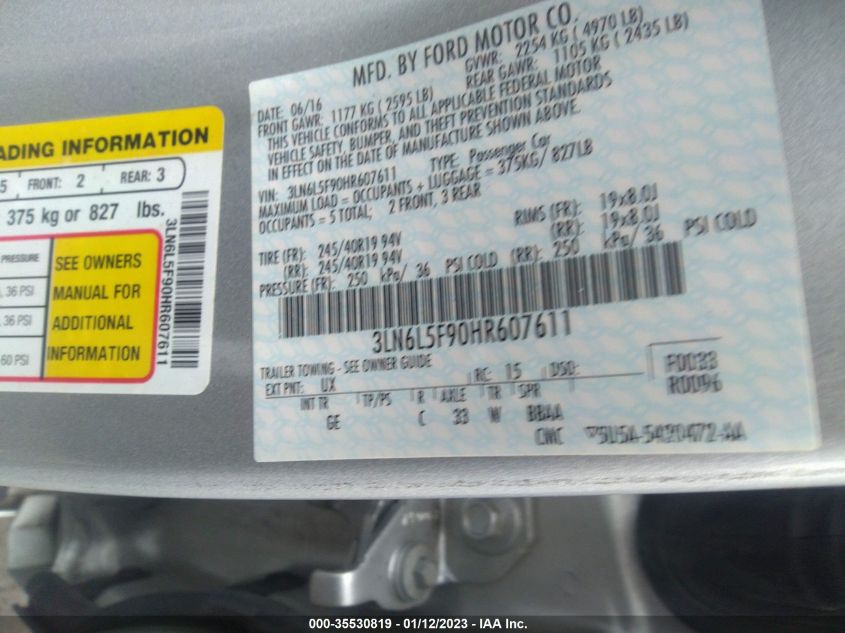 ADING INFORMATION
5 FRONT: 2 REAR: 3
375 kg or 827 lbs.
PRESSURE
36 PSI
36 PSI
60 PSI
SEE OWNERS
MANUAL FOR
ADDITIONAL
INFORMATION
3LN6L5F90HR607611
MFD. BY FORD MOTOR CO.
DATE: 06/16 GVWR: 2254 KG ( 4970 LB)
FRONT GAWR: 1177 KG ( 2595 LB) REAR GAWR: 1105 KG ( 2435 LB)
THIS VEHICLE CONFORMS TO ALL APPLICABLE FEDERAL MOTOR
VEHICLE SAFETY, BUMPER, AND THEFT PREVENTION STANDARDS
IN EFFECT ON THE DATE OF MANUFACTURE SHOWN ABOVE.
VIN: 3LN6L5F90HR607611 TYPE: Passenger Car
MAXIMUM LOAD = OCCUPANTS + LUGGAGE = 375KG/ 827LB
OCCUPANTS = 5 TOTAL; 2 FRONT, 3 REAR
TIRE (FR): 245/40R19 94V RIMS (FR): 19x8.0J
(RR): 245/40R19 94V (RR): 19x8.0J
PRESSURE (FR): 250 kPa/ 36 PSI COLD (RR): 250 kPa/ 36 PSI COLD
3LN6L5F90HR607611
TRAILER TOWING - SEE OWNER GUIDE
EXT PNT: UX RC: 15 DSO: F0033
R0096
INT TR TP/PS R AXLE TR SPR
GE C 33 W BBAA
000-35530819 - 01/12/2023 - IAA Inc.